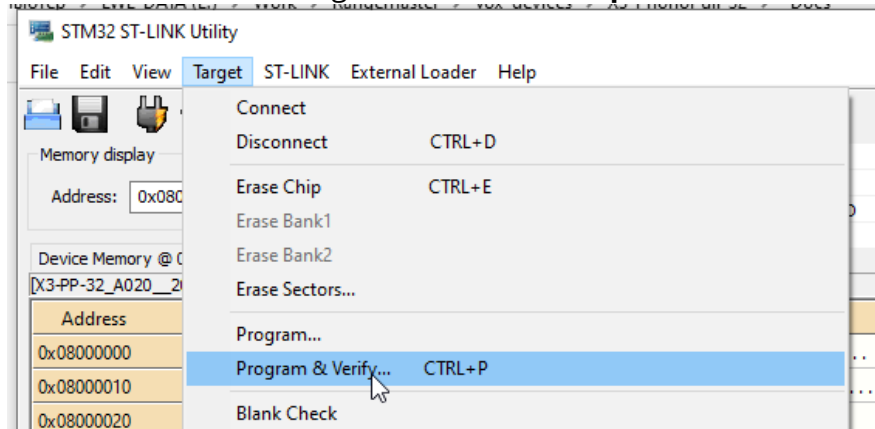 STM32 ST-LINK Utility
File Edit View Target ST-LINK External Loader Help
Connect
Disconnect CTRL+D
Memory display
Address: 0x080
Erase Chip CTRL+E
Erase Bank1
Erase Bank2
Erase Sectors...
Device Memory @ 0
[X3-PP-32_A020__20
Address
Program...
0x08000000
Program & Verify... CTRL+P
0x08000010
Blank Check
0x08000020